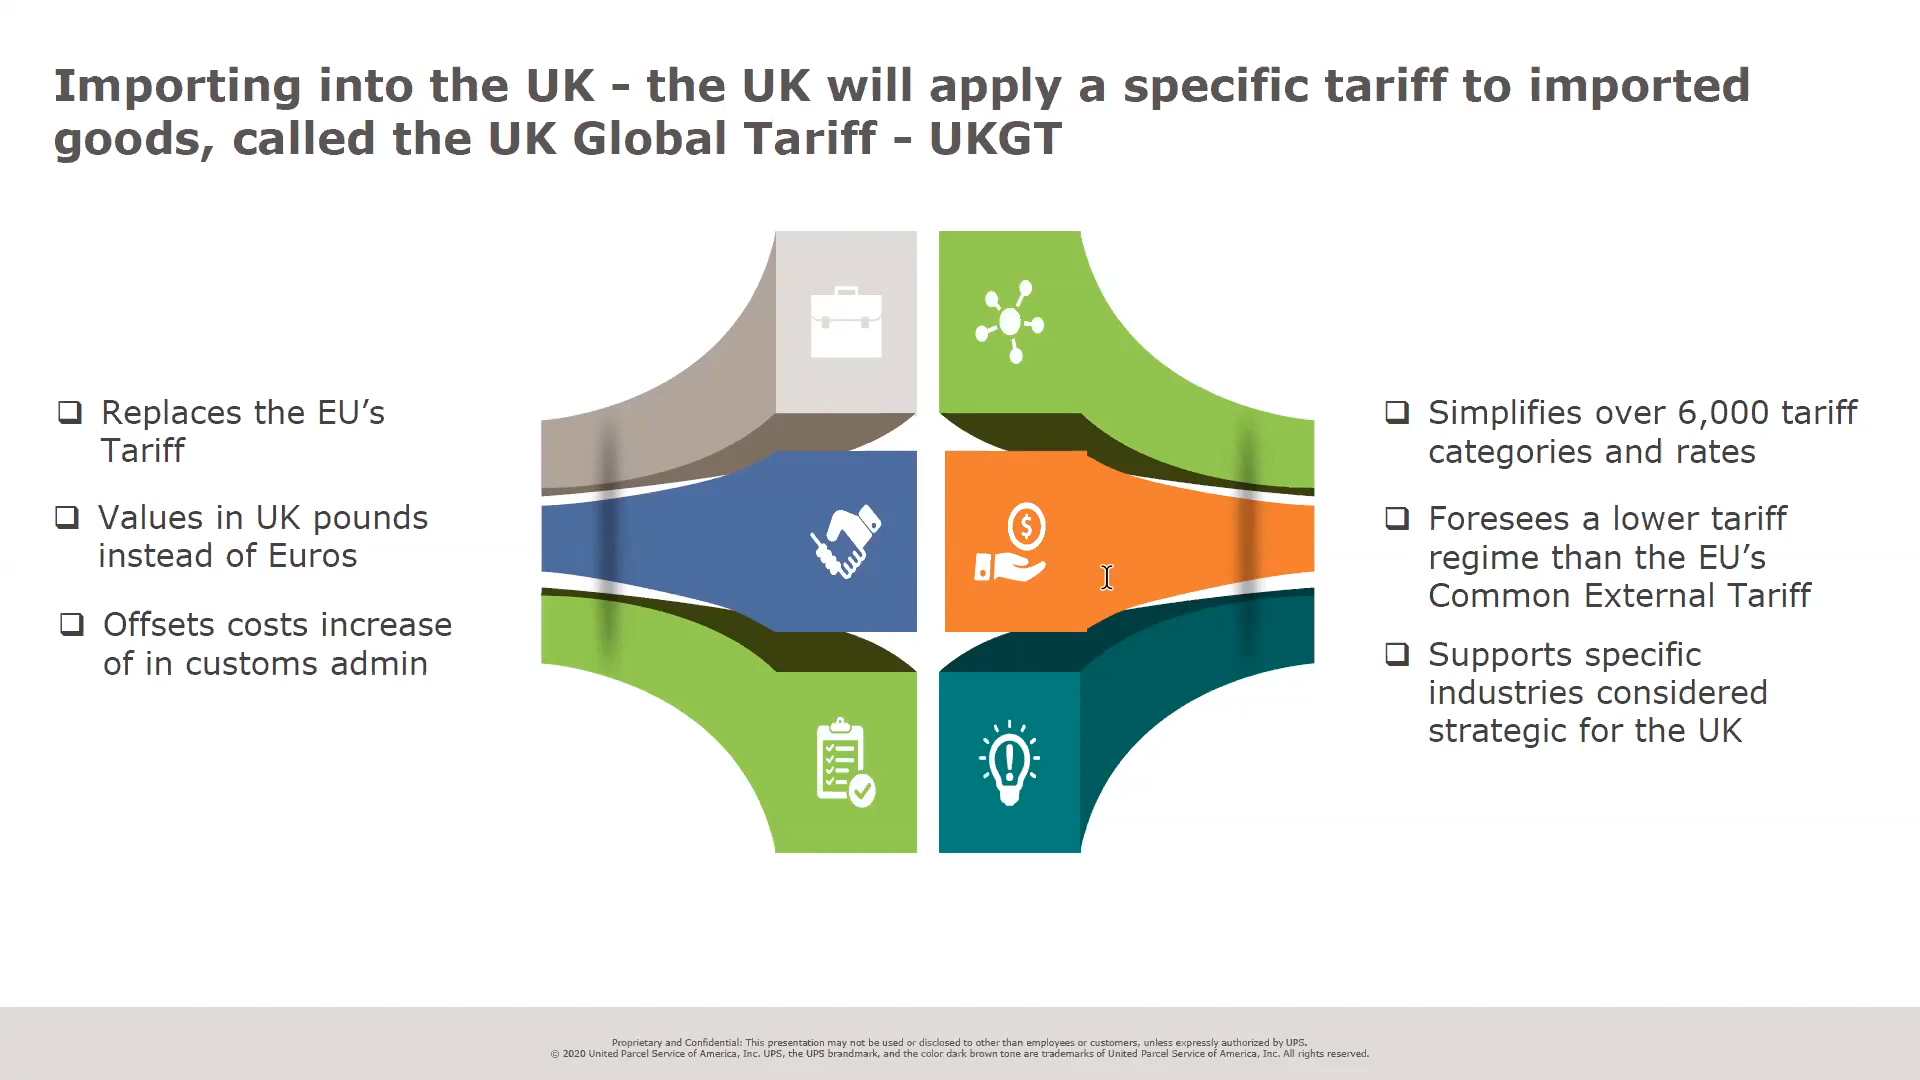 Importing into the UK - the UK will apply a specific tariff to imported
goods, called the UK Global Tariff - UKGT
Replaces the EU’s
Tariff
Values in UK pounds
instead of Euros
Offsets costs increase
of in customs admin
$
Simplifies over 6,000 tariff
categories and rates
Foresees a lower tariff
regime than the EU’s
Common External Tariff
Supports specific
industries considered
strategic for the UK
Proprietary and Confidential: This presentation may not be used or disclosed to other than employees or customers, unless expressly authorized by UPS.
© 2020 United Parcel Service of America, Inc. UPS, the UPS brandmark, and the color dark brown tone are trademarks of United Parcel Service of America, Inc. All rights reserved.